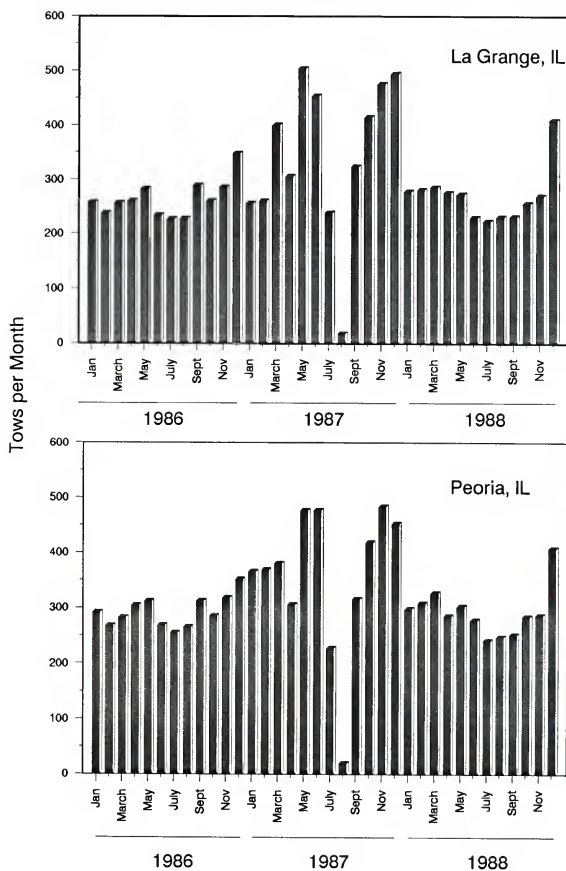 Tows per Month
600
La Grange, IL
500
400
300
200
100
0
Jan March May July Sept Nov Jan March May July Sept Nov Jan March May July Sept Nov
1986 1987 1988
600
Peoria, IL
500
400
300
200
100
0
Jan March May July Sept Nov Jan March May July Sept Nov Jan March May July Sept Nov
1986 1987 1988